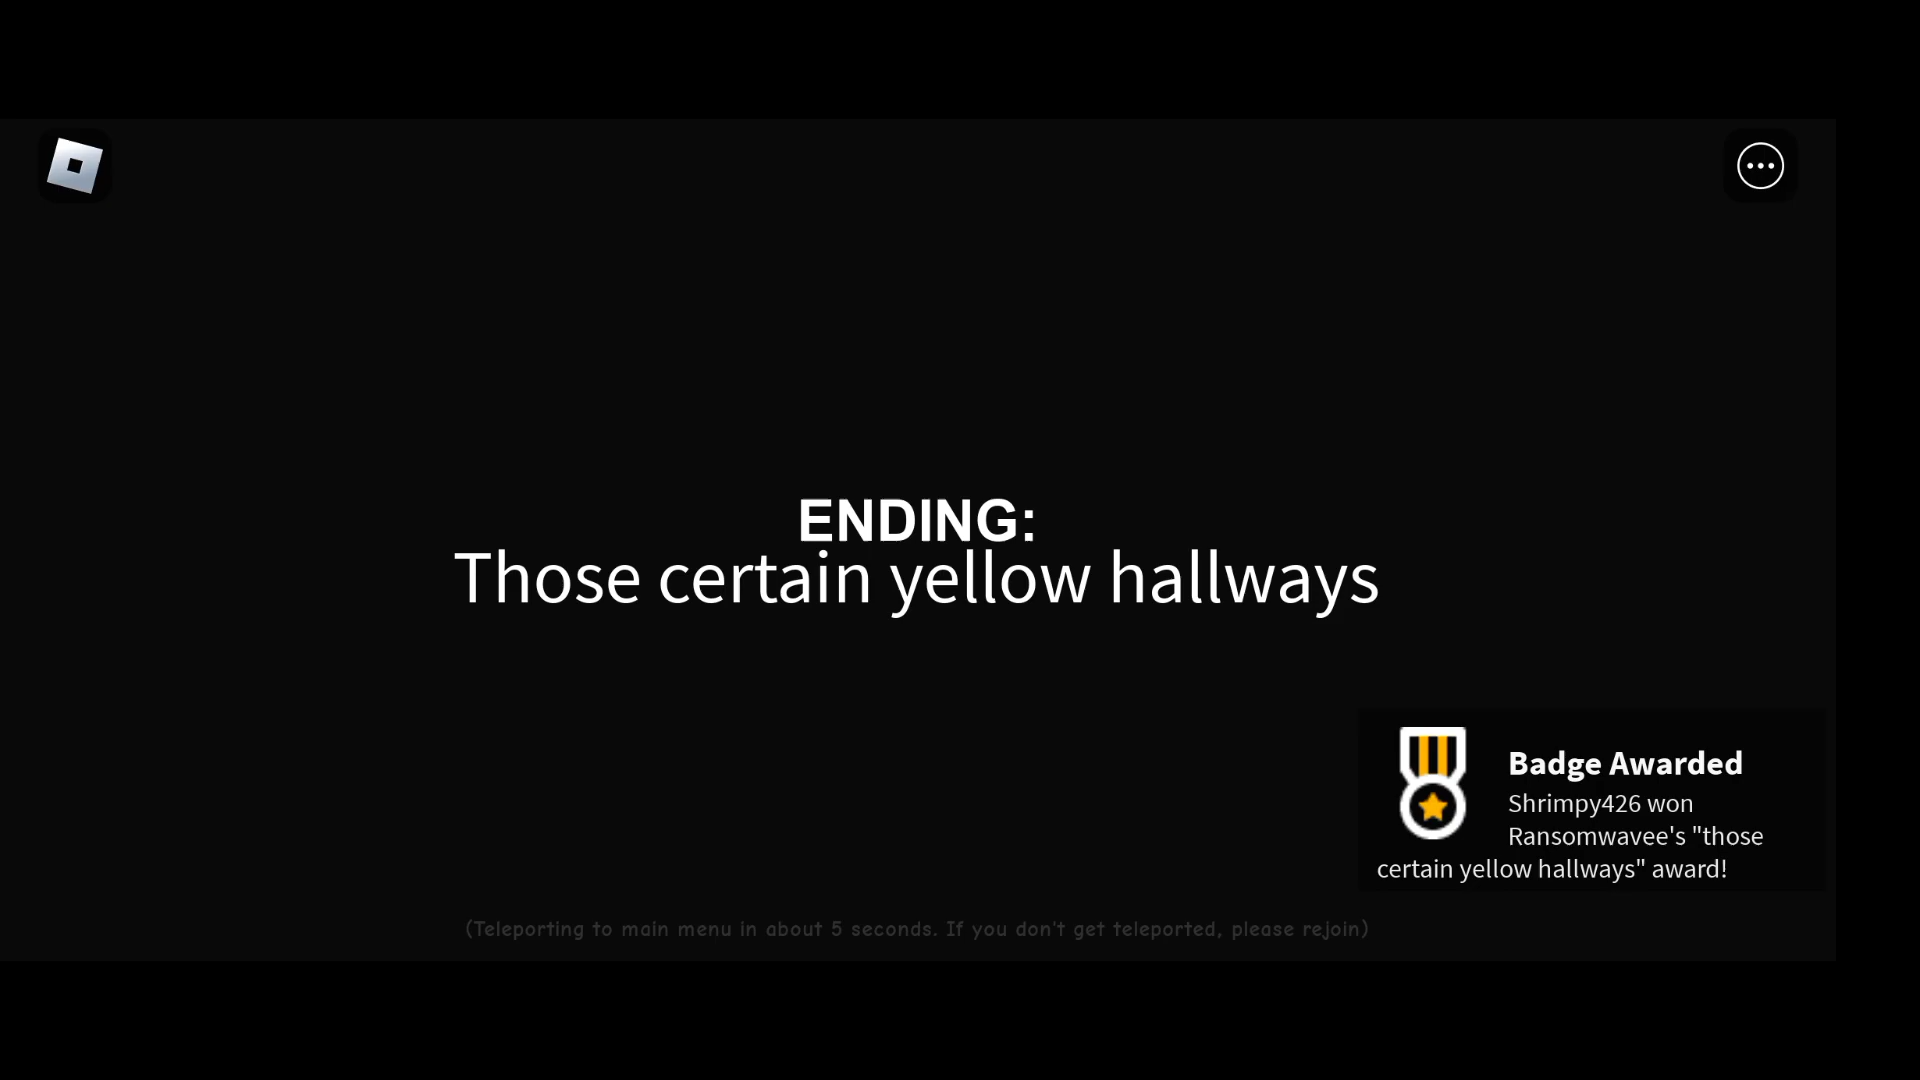 ENDING:
Those certain yellow hallways
Badge Awarded
Shrimpy426 won
Ransomwavee's "those
certain yellow hallways" award!
(Teleporting to main menu in about 5 seconds. If you don't get teleported, please rejoin)